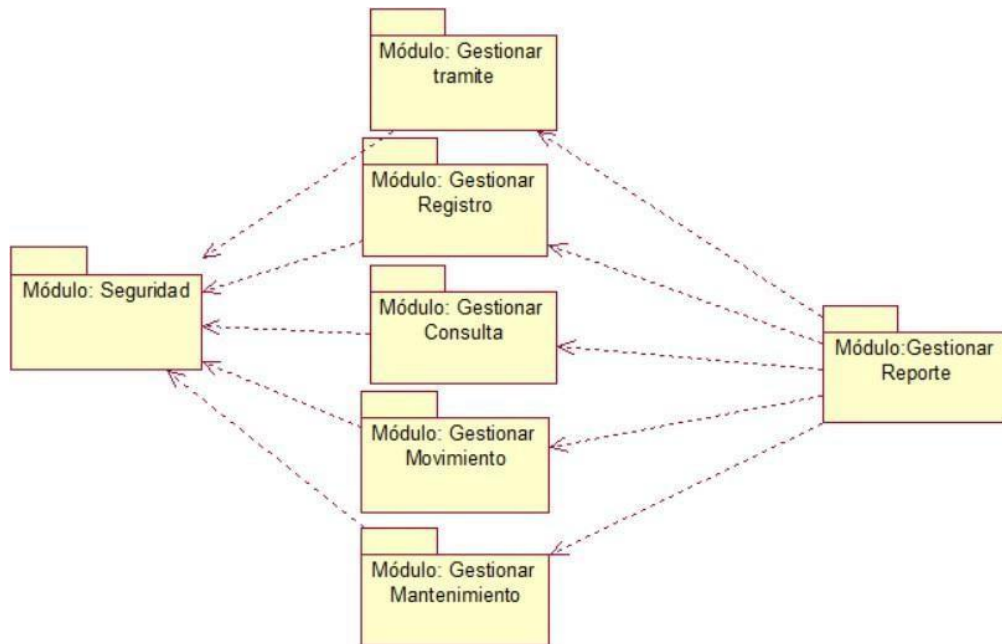 Módulo: Gestionar
tramite
Módulo: Gestionar
Registro
Módulo: Seguridad
Módulo: Gestionar
Consulta
Módulo:Gestionar
Reporte
Módulo: Gestionar
Movimiento
Módulo: Gestionar
Mantenimiento